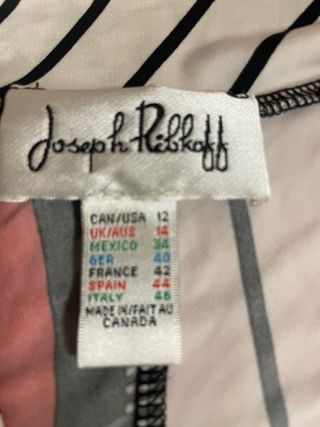 Joseph Ribkoff
CAN/USA 12
UK/AUS 14
MEXICO 34
GER 40
FRANCE 42
SPAIN 44
ITALY 46
MADE IN/FAIT AU
CANADA